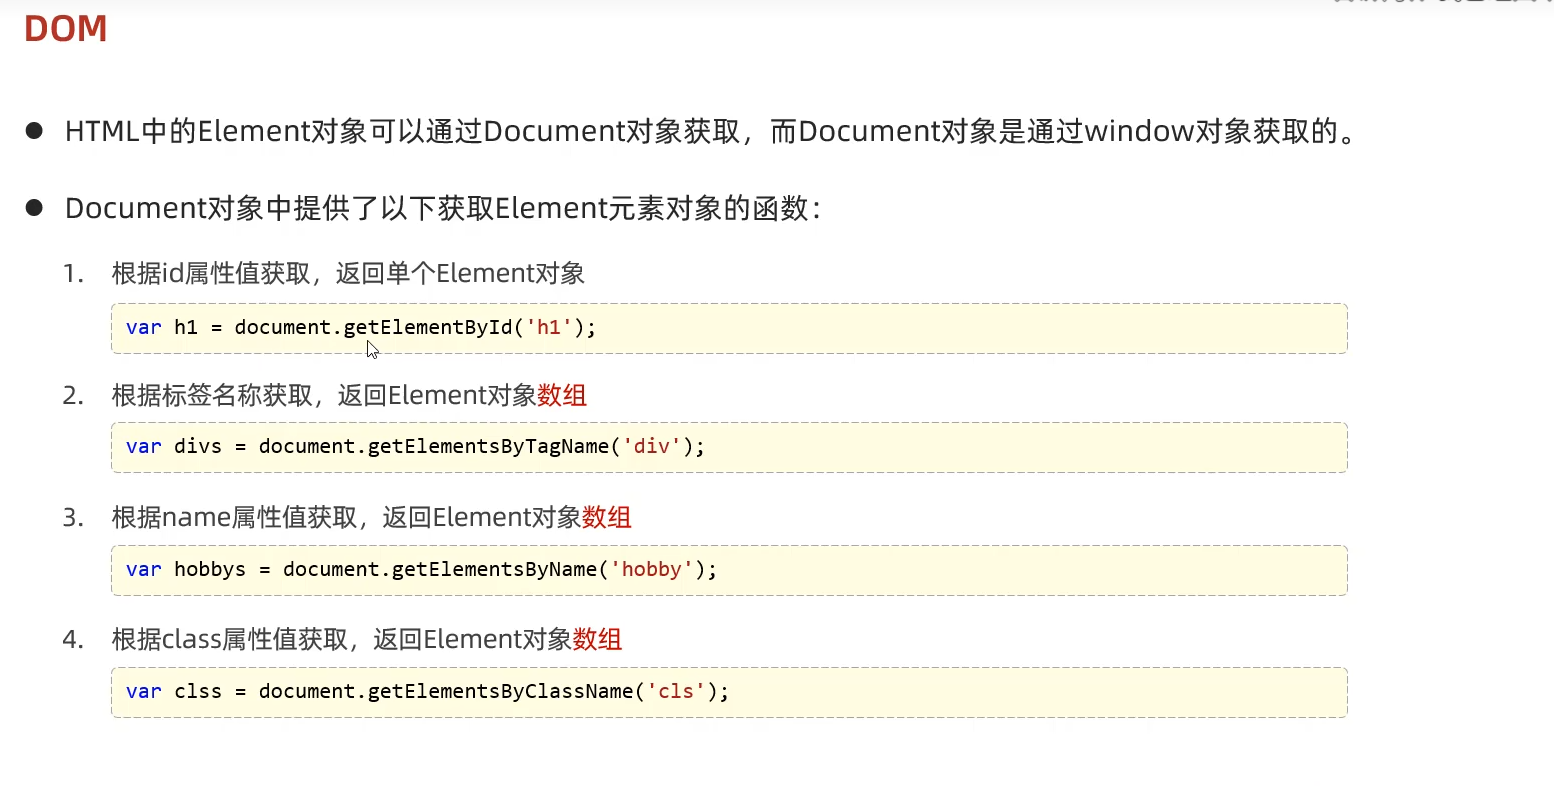 DOM
● HTML中的Element对象可以通过Document对象获取，而Document对象是通过window对象获取的。
● Document对象中提供了以下获取Element元素对象的函数：
1. 根据id属性值获取，返回单个Element对象
var h1 = document.getElementById('h1');
2. 根据标签名称获取，返回Element对象数组
var divs = document.getElementsByTagName('div');
3. 根据name属性值获取，返回Element对象数组
var hobbys = document.getElementsByName('hobby');
4. 根据class属性值获取，返回Element对象数组
var clss = document.getElementsByClassName('cls');